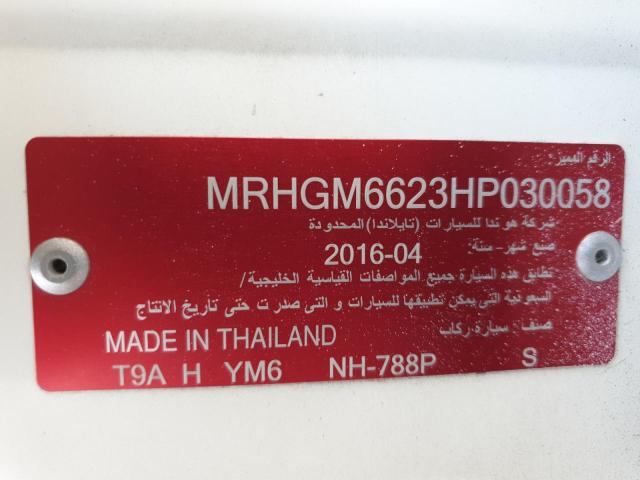 الرقم المميز:
MRHGM6623HP030058
شركة هوندا للسيارات (تايلاندا) المحدودة
صنع شهر- سنة: 2016-04
تطابق هذه السيارة جميع المواصفات القياسية الخليجية/
السعودية التي يمكن تطبيقها للسيارات و التى صدرت حتى تأريخ الانتاج
صنف: سيارة ركاب
MADE IN THAILAND
T9A H YM6 NH-788P S